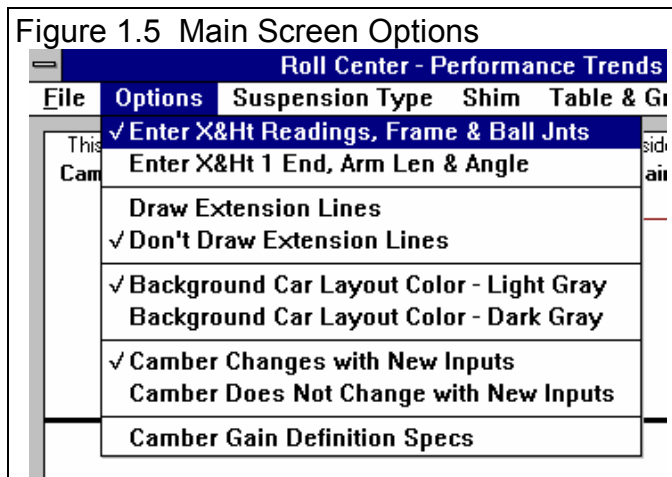 Figure 1.5  Main Screen Options
Roll Center - Performance Trends
File Options Suspension Type Shim Table & Gr
This
Cam
√ Enter X&Ht Readings, Frame & Ball Jnts
Enter X&Ht 1 End, Arm Len & Angle
Draw Extension Lines
√ Don't Draw Extension Lines
√ Background Car Layout Color - Light Gray
Background Car Layout Color - Dark Gray
√ Camber Changes with New Inputs
Camber Does Not Change with New Inputs
Camber Gain Definition Specs